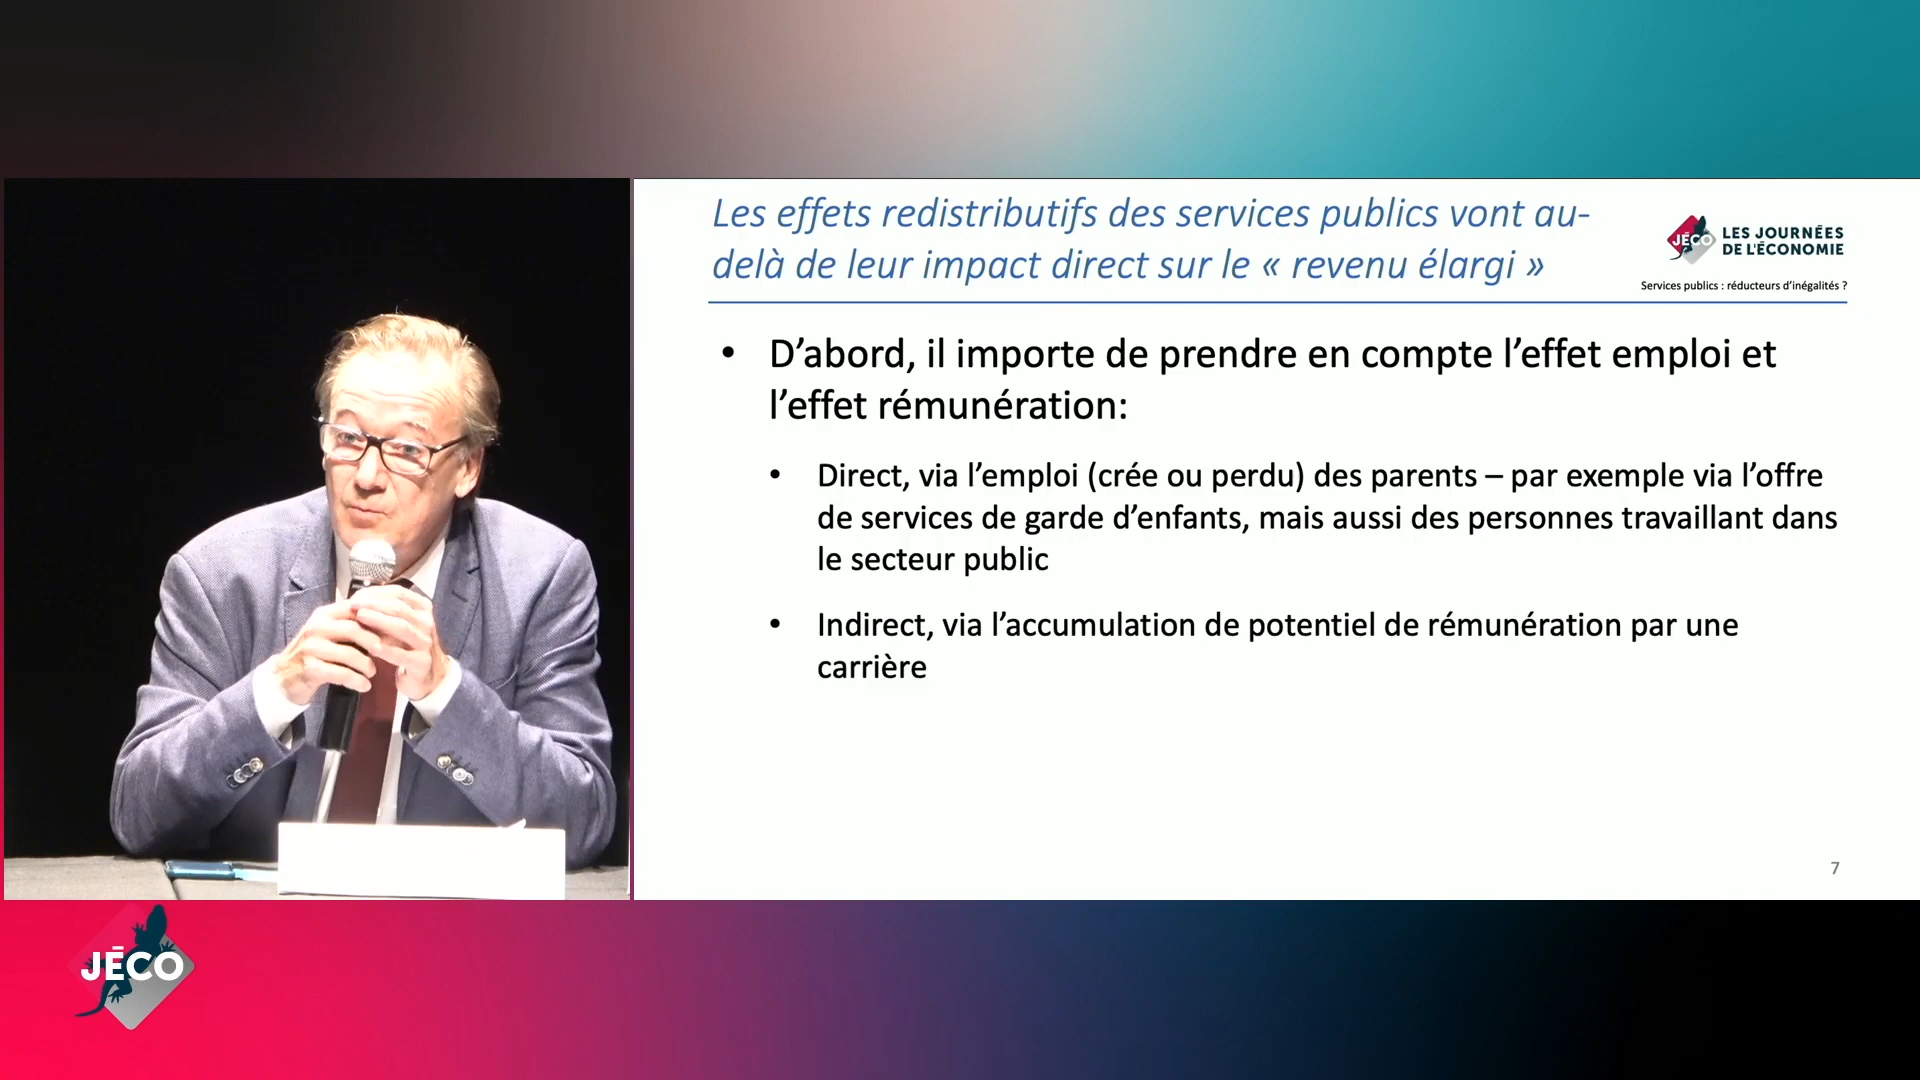 Les effets redistributifs des services publics vont au-
delà de leur impact direct sur le « revenu élargi »
JÉCO
LES JOURNÉES
DE L'ÉCONOMIE
Services publics : réducteurs d’inégalités ?
• D’abord, il importe de prendre en compte l’effet emploi et
l’effet rémunération:
• Direct, via l’emploi (crée ou perdu) des parents – par exemple via l’offre
de services de garde d’enfants, mais aussi des personnes travaillant dans
le secteur public
• Indirect, via l’accumulation de potentiel de rémunération par une
carrière
7
JĒCO